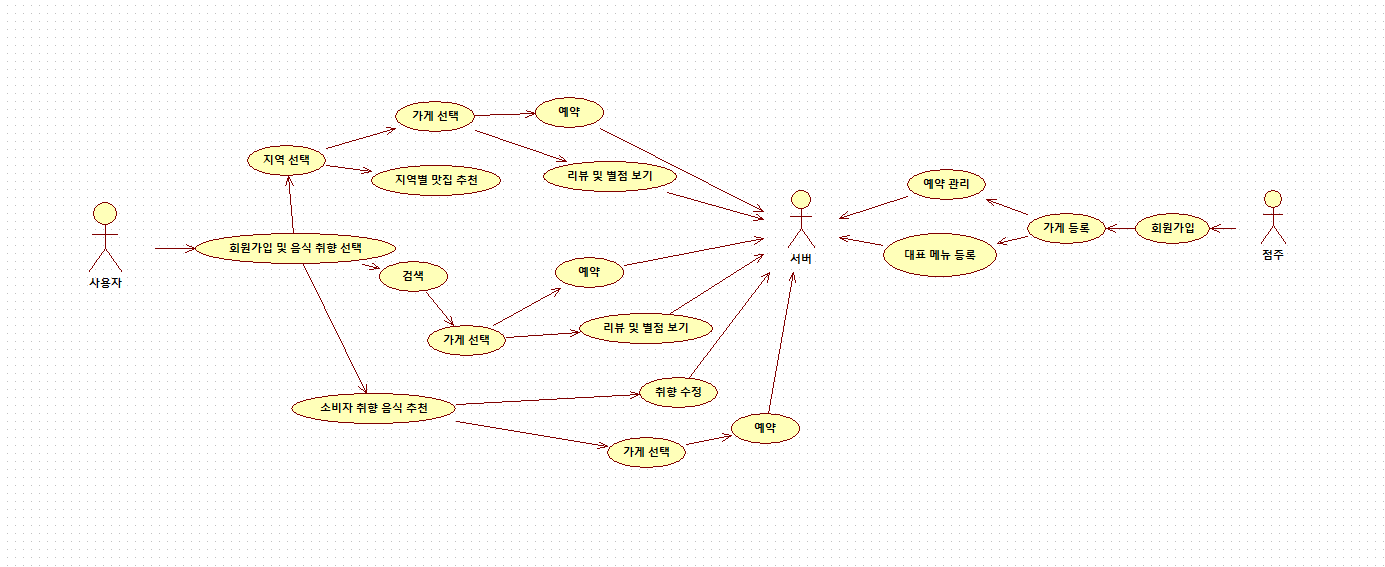 가게 선택
예약
지역 선택
지역별 맛집 추천
리뷰 및 별점 보기
예약 관리
가게 등록
회원가입
회원가입 및 음식 취향 선택
대표 메뉴 등록
서버
점주
사용자
검색
예약
가게 선택
리뷰 및 별점 보기
취향 수정
소비자 취향 음식 추천
예약
가게 선택